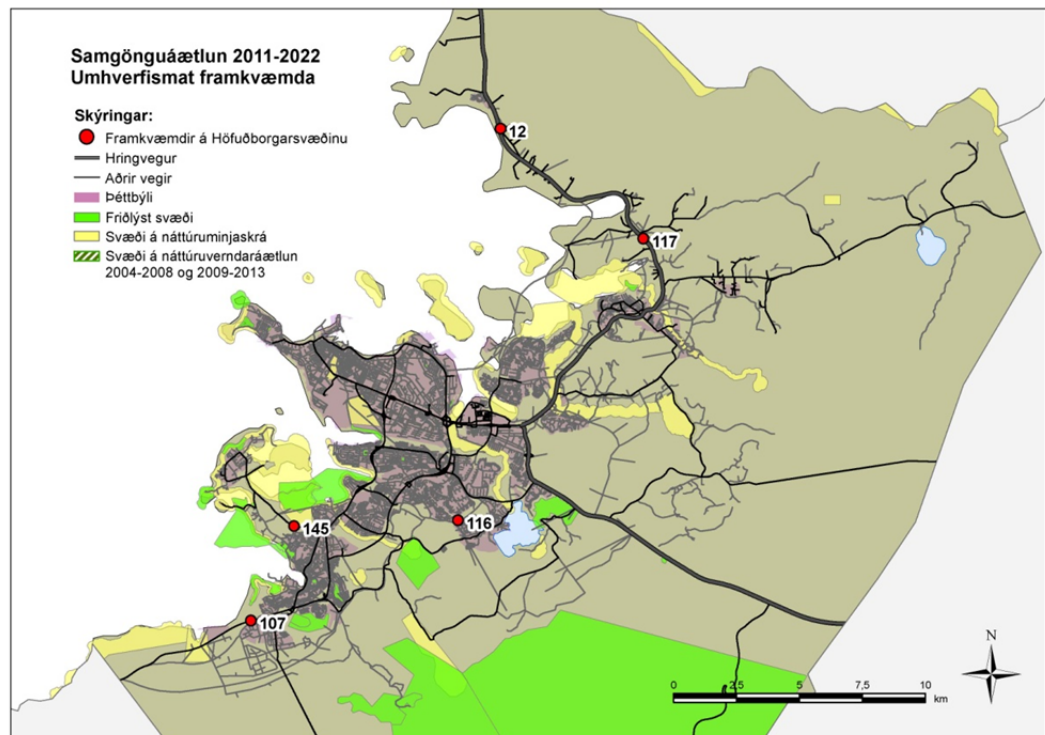 Samgönguáætlun 2011-2022
Umhverfismat framkvæmda
Skýringar:
Framkvæmdir á Höfuðborgarsvæðinu
Hringvegur
Aðrir vegir
Þéttbýli
Friðlýst svæði
Svæði á náttúruminjaskrá
Svæði á náttúruverndaráætlun
2004-2008 og 2009-2013
12
117
145
116
107
N
0 2,5 5 7,5 10
km